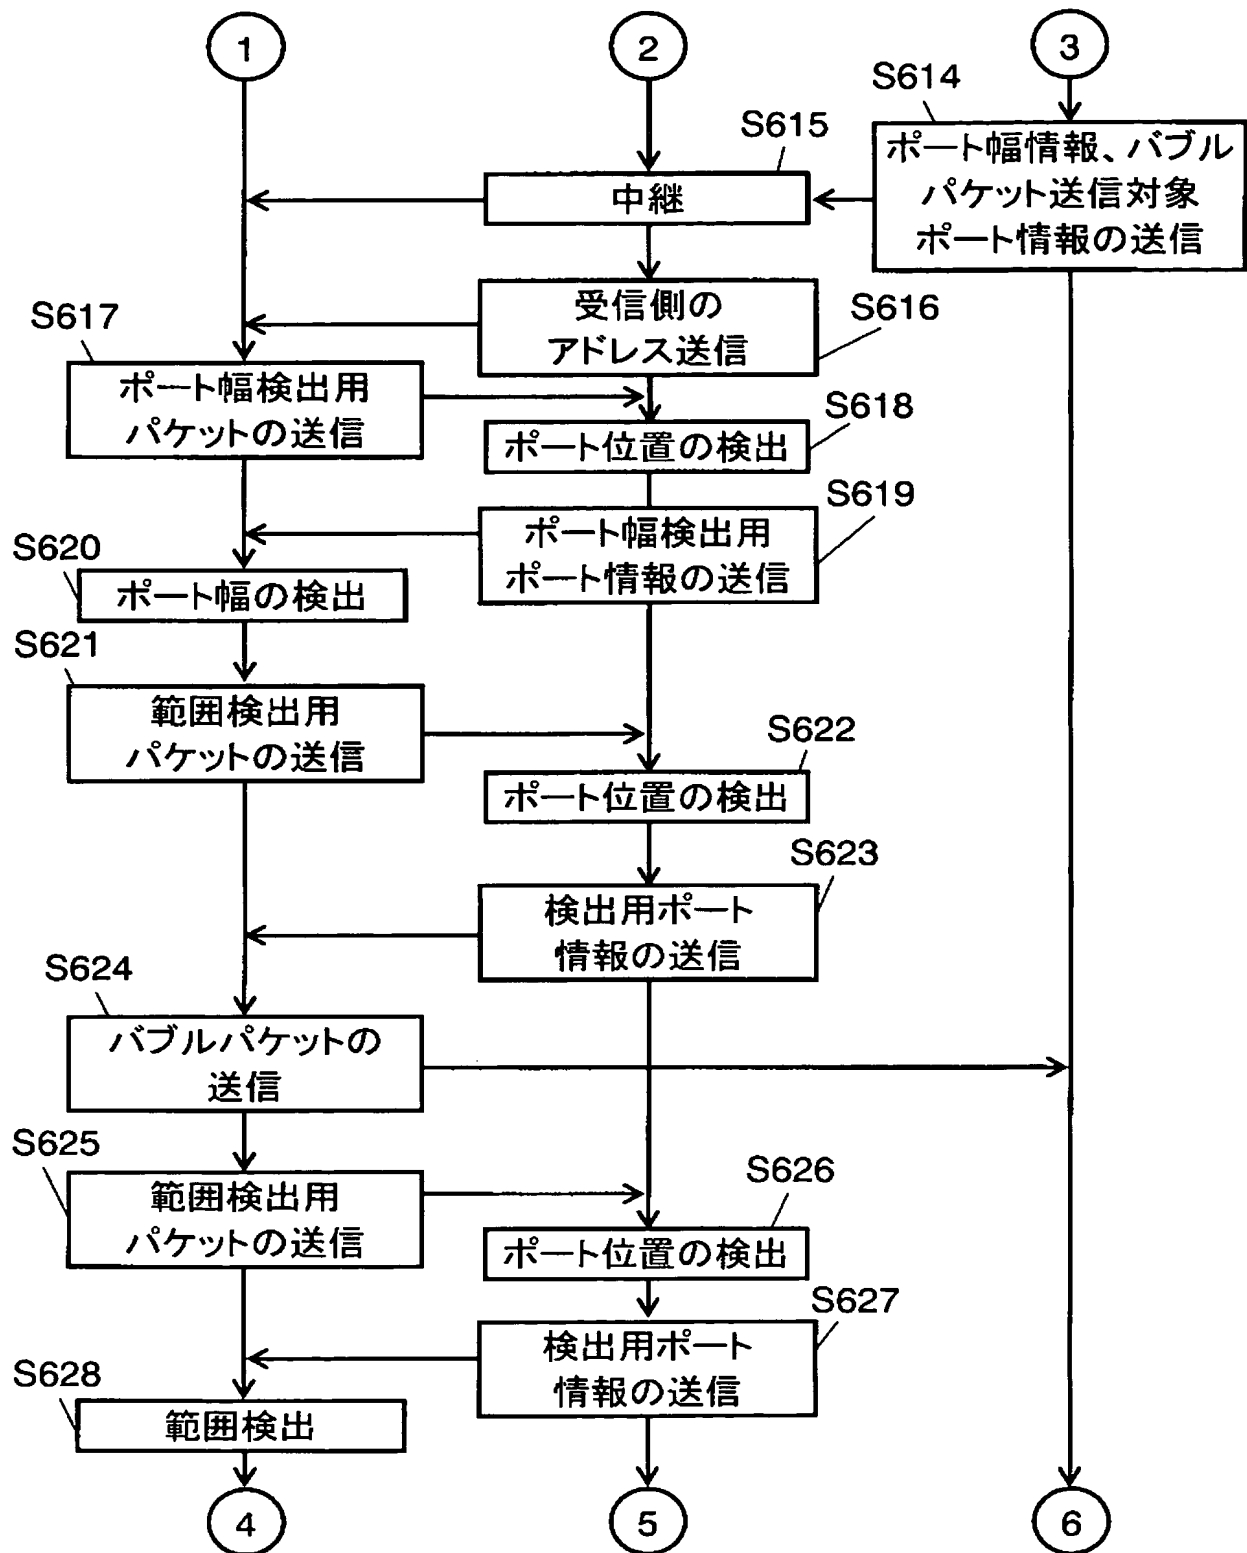 1
2
3
S614
ポート幅情報、バブル
パケット送信対象
ポート情報の送信
S615
中継
受信側の
アドレス送信
S616
S617
ポート幅検出用
パケットの送信
S618
ポート位置の検出
S619
ポート幅検出用
ポート情報の送信
S620
ポート幅の検出
S621
範囲検出用
パケットの送信
S622
ポート位置の検出
S623
検出用ポート
情報の送信
S624
バブルパケットの
送信
S625
範囲検出用
パケットの送信
S626
ポート位置の検出
S627
検出用ポート
情報の送信
S628
範囲検出
4
5
6